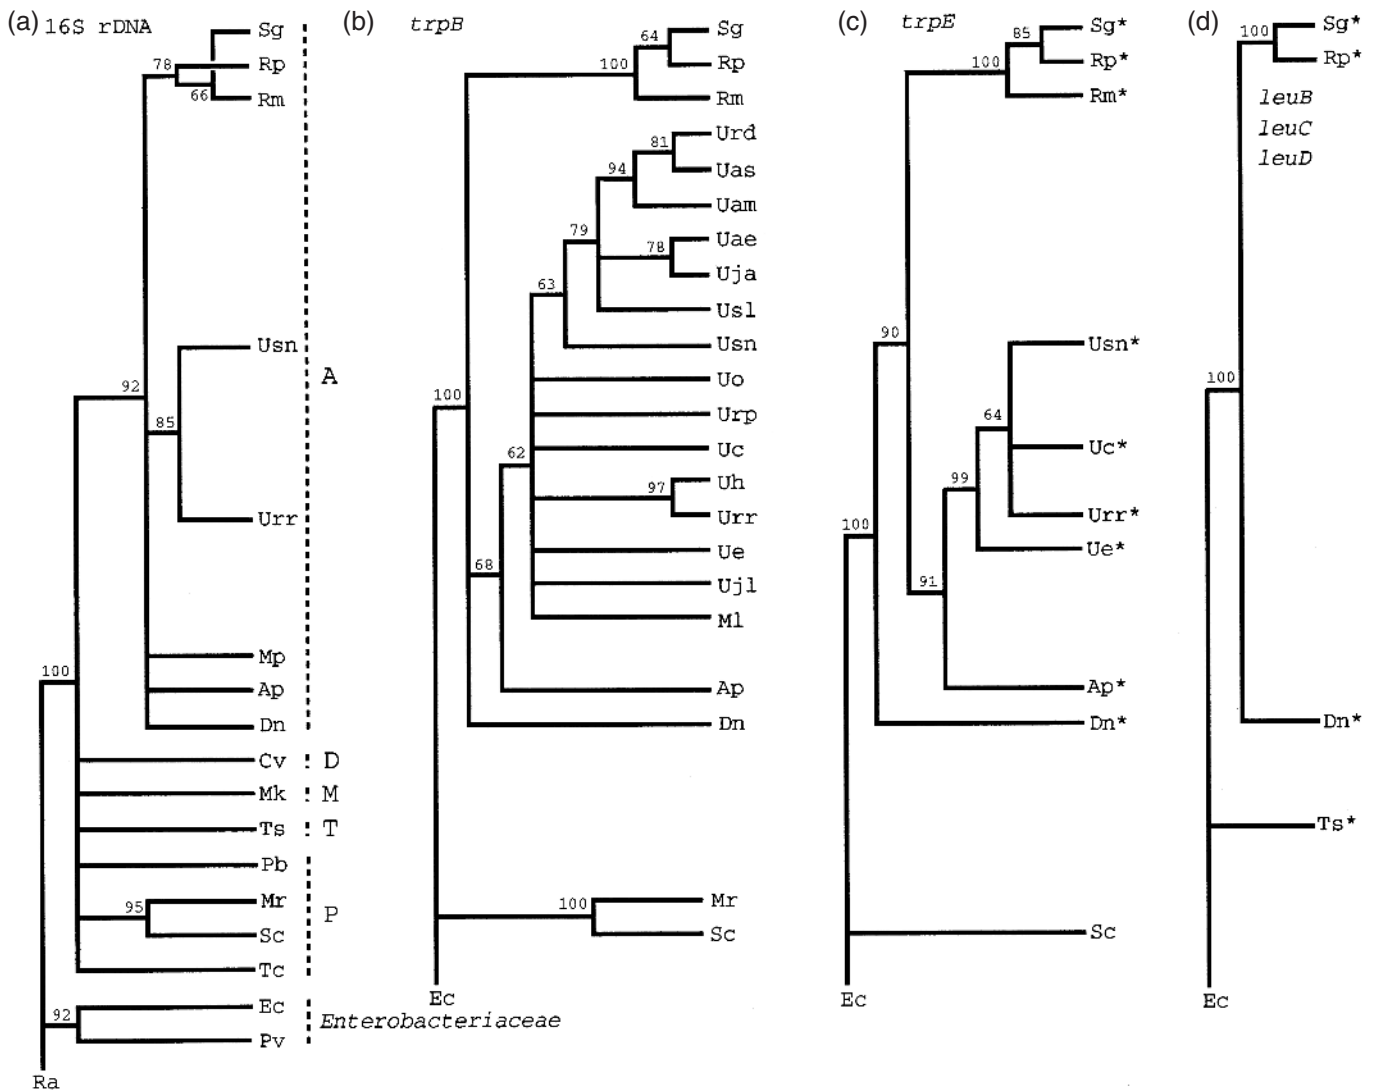 (a) 16S rDNA
78
66
Sg
Rp
Rm
92
85
Usn
Urr
A
100
Mp
Ap
Dn
Cv
D
Mk
M
Ts
T
Pb
95
Mr
Sc
P
Tc
92
Ec
Pv
Enterobacteriaceae
Ra
(b) trpB
64
100
Sg
Rp
Rm
81
94
Urd
Uas
Uam
79
78
Uae
Uja
63
Usl
Usn
Uo
100
Urp
62
Uc
97
Uh
Urr
Ue
68
Ujl
Ml
Ap
Dn
100
Mr
Sc
Ec
(c) trpE
85
100
Sg*
Rp*
Rm*
90
Usn*
64
Uc*
99
Urr*
100
Ue*
91
Ap*
Dn*
Sc
Ec
(d)
100
Sg*
Rp*
leuB
leuC
leuD
100
Dn*
Ts*
Ec